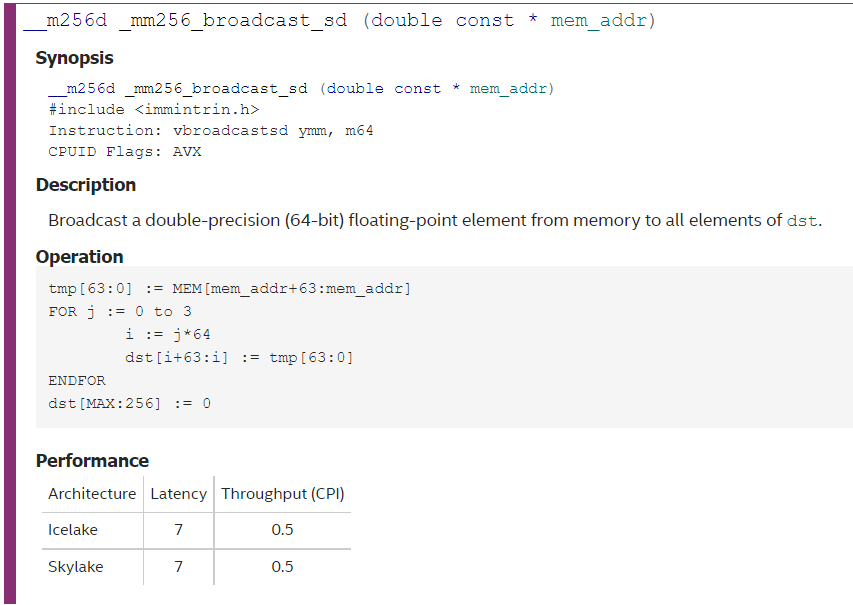 __m256d _mm256_broadcast_sd (double const * mem_addr)
Synopsis
__m256d _mm256_broadcast_sd (double const * mem_addr)
#include <immintrin.h>
Instruction: vbroadcastsd ymm, m64
CPUID Flags: AVX
Description
Broadcast a double-precision (64-bit) floating-point element from memory to all elements of dst.
Operation
tmp[63:0] := MEM[mem_addr+63:mem_addr]
FOR j := 0 to 3
i := j*64
dst[i+63:i] := tmp[63:0]
ENDFOR
dst[MAX:256] := 0
Performance
Architecture Latency Throughput (CPI)
Icelake 7 0.5
Skylake 7 0.5